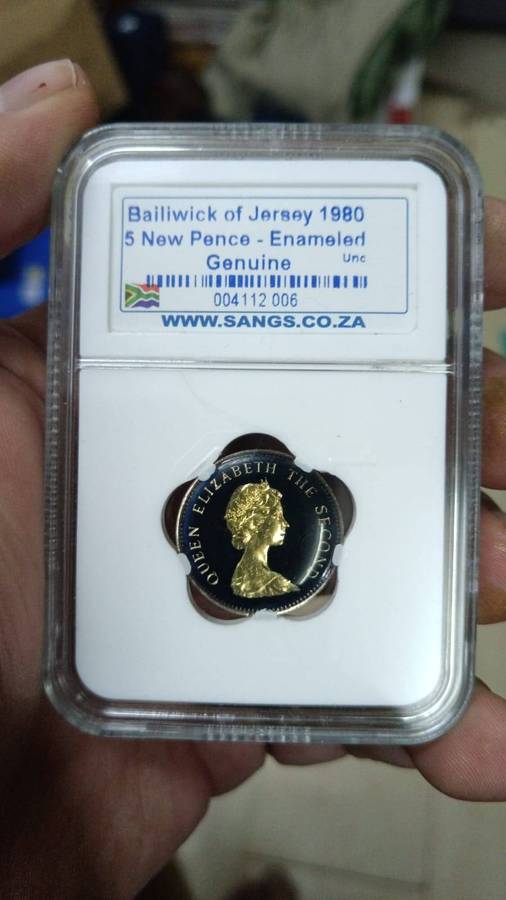 Bailiwick of Jersey 1980
5 New Pence - Enameled
Genuine Unc
004112 006
WWW.SANGS.CO.ZA
QUEEN ELIZABETH THE SECOND